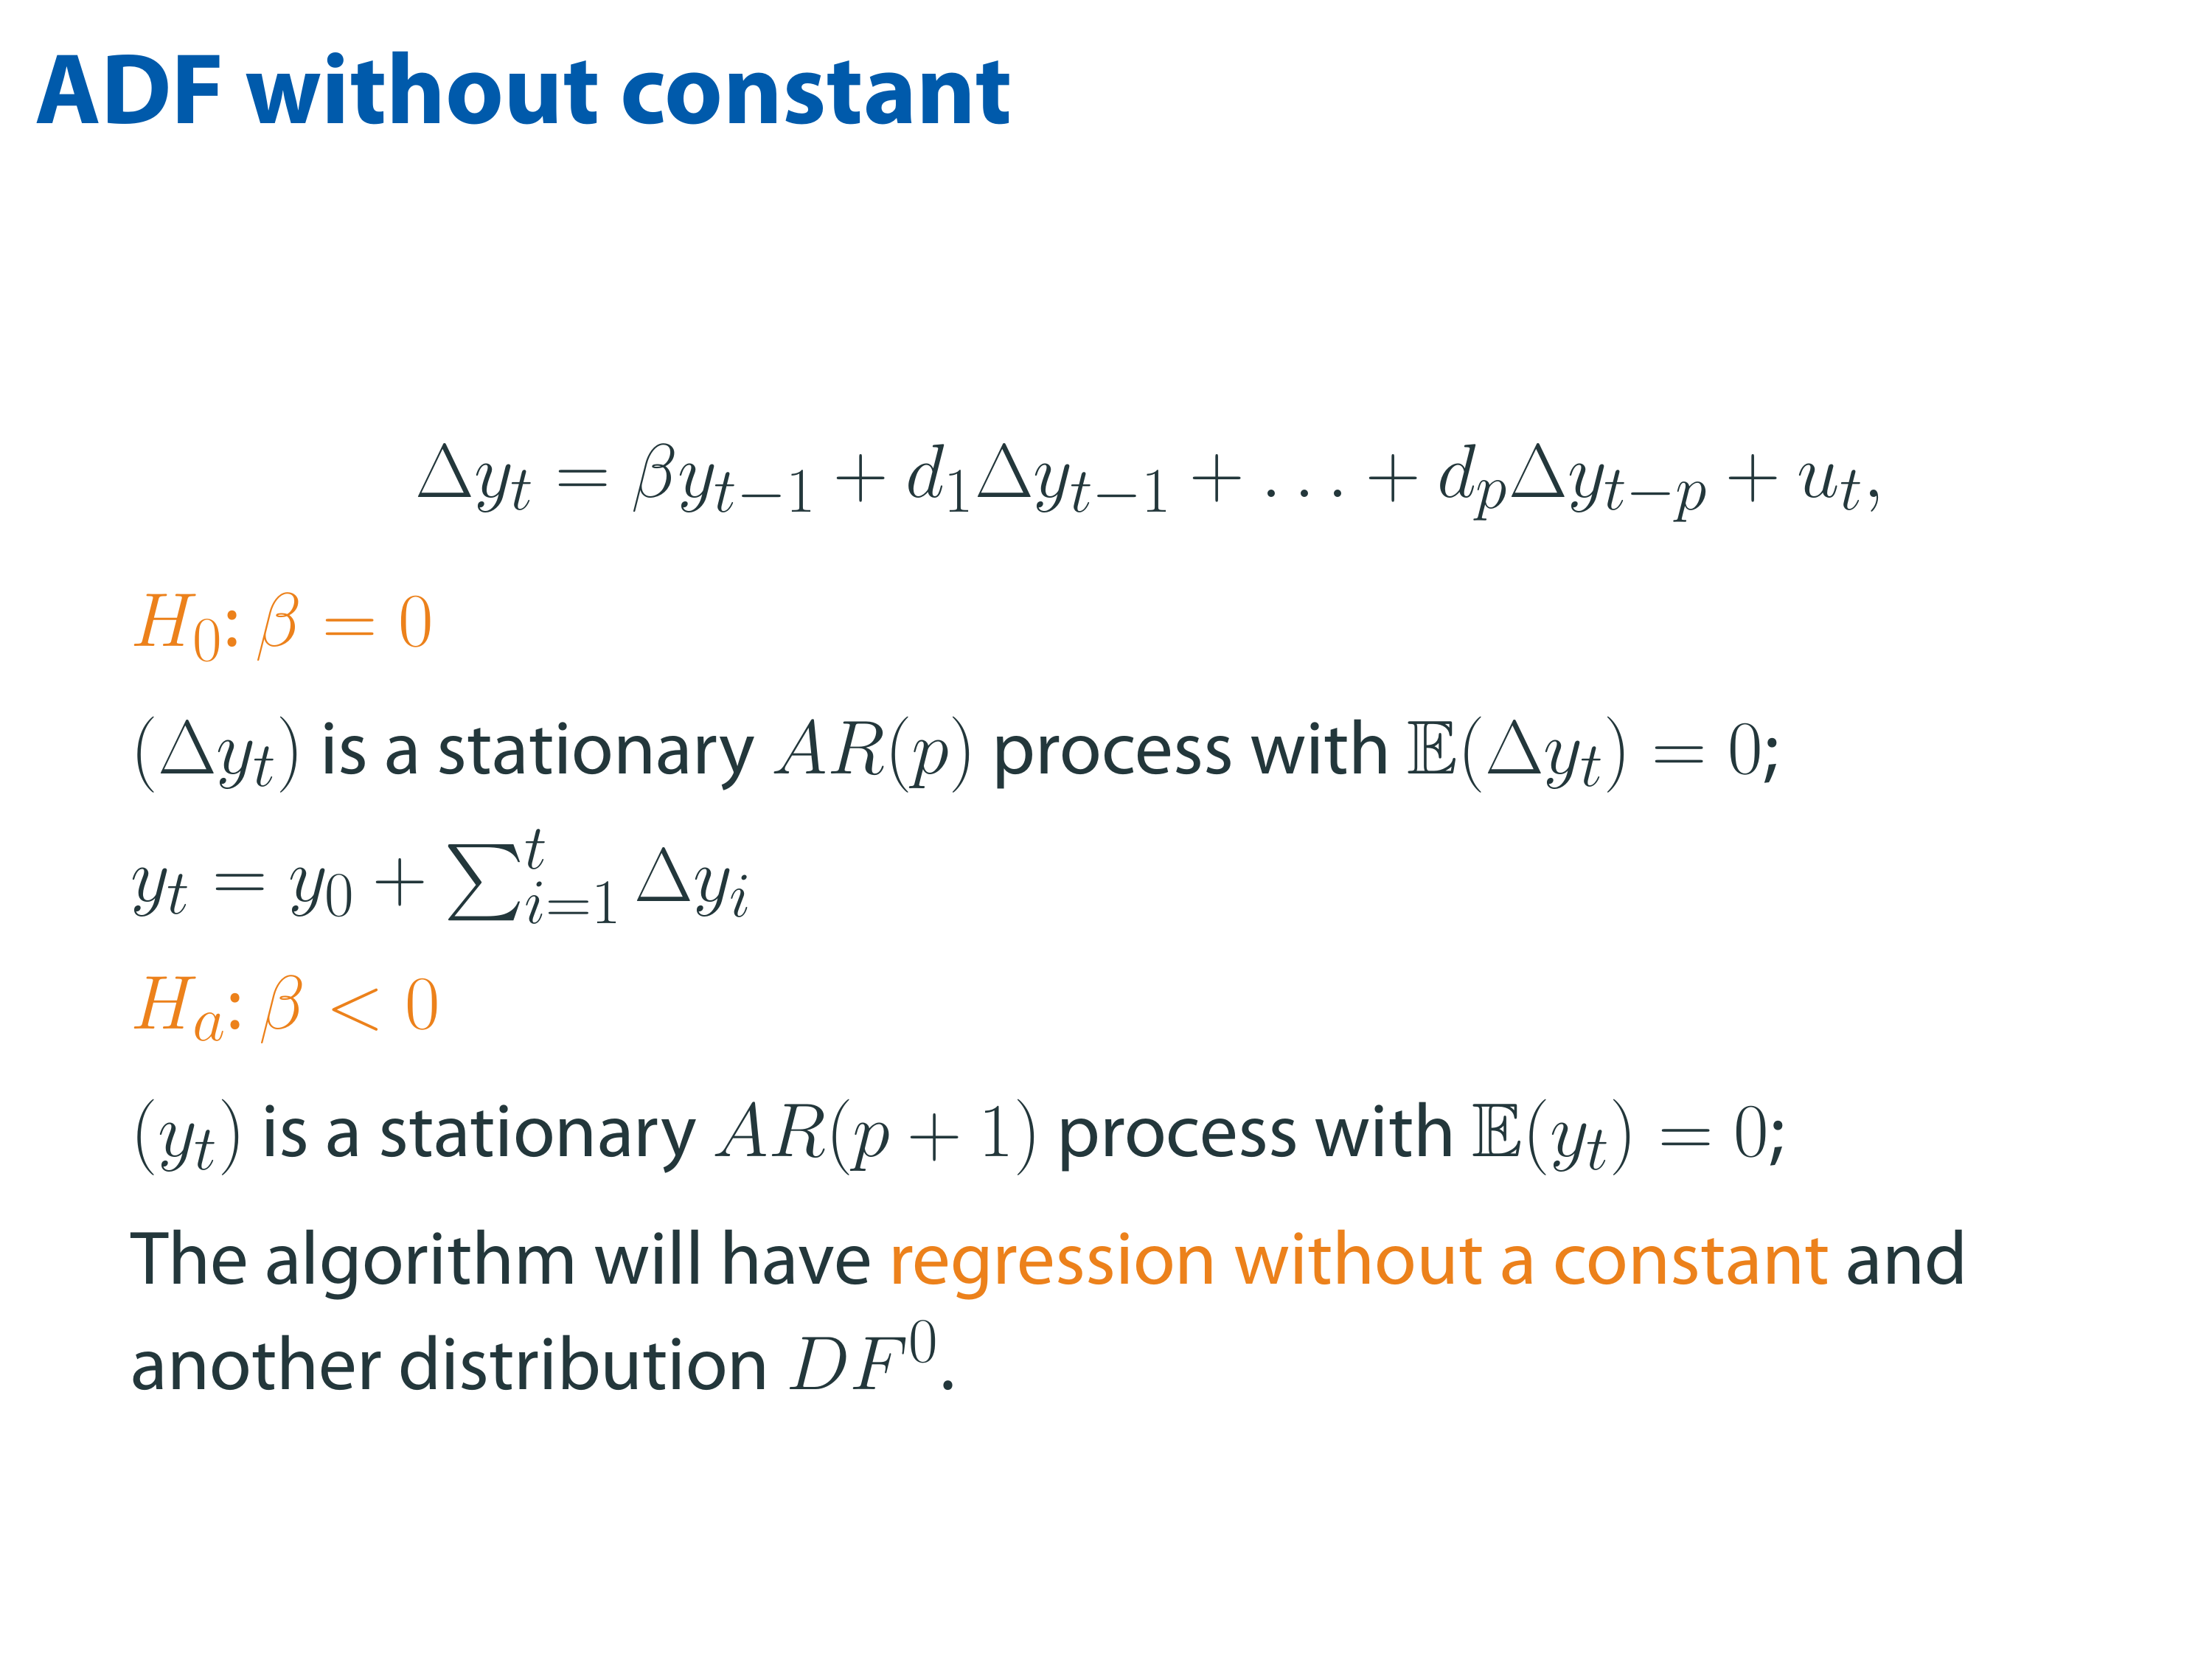 ADF without constant
Δy_t = βy_{t−1} + d_1Δy_{t−1} + … + d_pΔy_{t−p} + u_t,
H_0: β = 0
(Δy_t) is a stationary AR(p) process with 𝔼(Δy_t) = 0;
y_t = y_0 + ∑_{i=1}^t Δy_i
H_a: β < 0
(y_t) is a stationary AR(p + 1) process with 𝔼(y_t) = 0;
The algorithm will have regression without a constant and
another distribution DF^0.